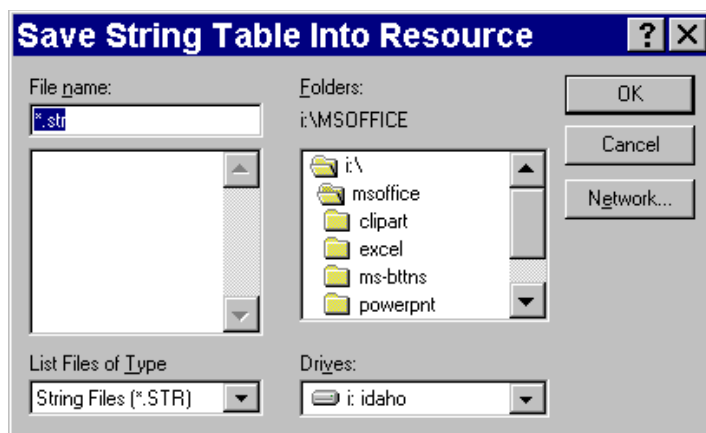 Save String Table Into Resource
File name:
*.str
List Files of Type
String Files (*.STR)
Folders:
i:\MSOFFICE
i:\
msoffice
clipart
excel
ms-bttns
powerpnt
Drives:
i: idaho
OK
Cancel
Network...